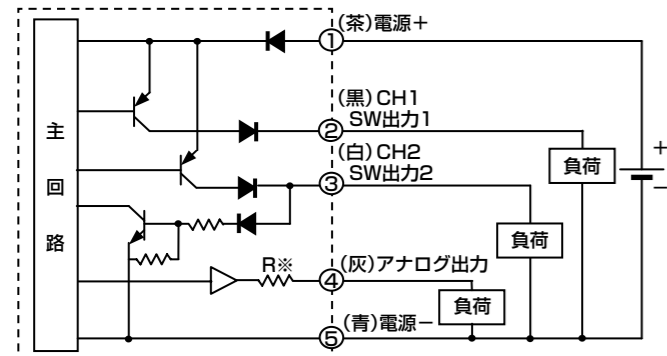 主回路
① (茶)電源+
② (黒)CH1
SW出力1
③ (白)CH2
SW出力2
R※ ④ (灰)アナログ出力
⑤ (青)電源−
負荷
負荷
負荷
+
−